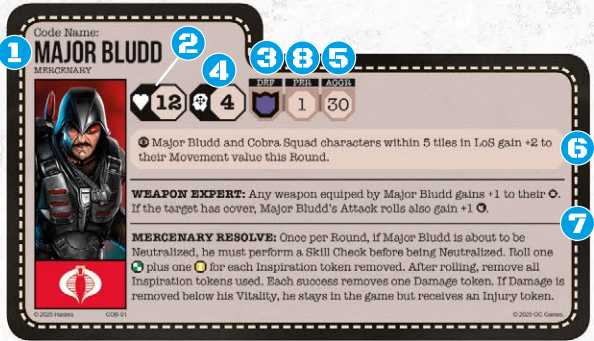 Code Name:
1 MAJOR BLUDD
MERCENARY
2
3 8 5
4
DEF PER AGGR
12 4 1 30
Major Bludd and Cobra Squad characters within 5 tiles in LoS gain +2 to
their Movement value this Round.
6
WEAPON EXPERT: Any weapon equiped by Major Bludd gains +1 to their .
If the target has cover, Major Bludd's Attack rolls also gain +1 .
7
MERCENARY RESOLVE: Once per Round, if Major Bludd is about to be
Neutralized, he must perform a Skill Check before being Neutralized. Roll one
plus one for each Inspiration token removed. After rolling, remove all
Inspiration tokens used. Each success removes one Damage token. If Damage is
removed below his Vitality, he stays in the game but receives an Injury token.
© 2025 Hasbro. COB 01 © 2025 GC Games.